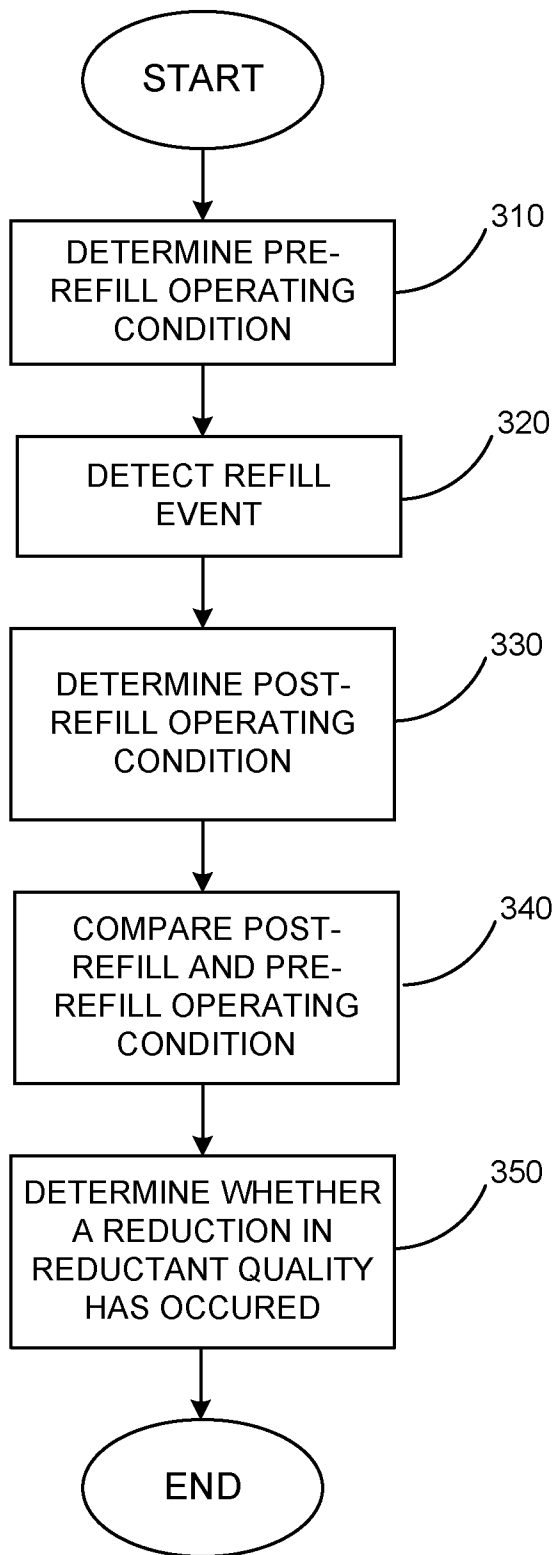 START
310
DETERMINE PRE-
REFILL OPERATING
CONDITION
320
DETECT REFILL
EVENT
330
DETERMINE POST-
REFILL OPERATING
CONDITION
340
COMPARE POST-
REFILL AND PRE-
REFILL OPERATING
CONDITION
350
DETERMINE WHETHER
A REDUCTION IN
REDUCTANT QUALITY
HAS OCCURED
END